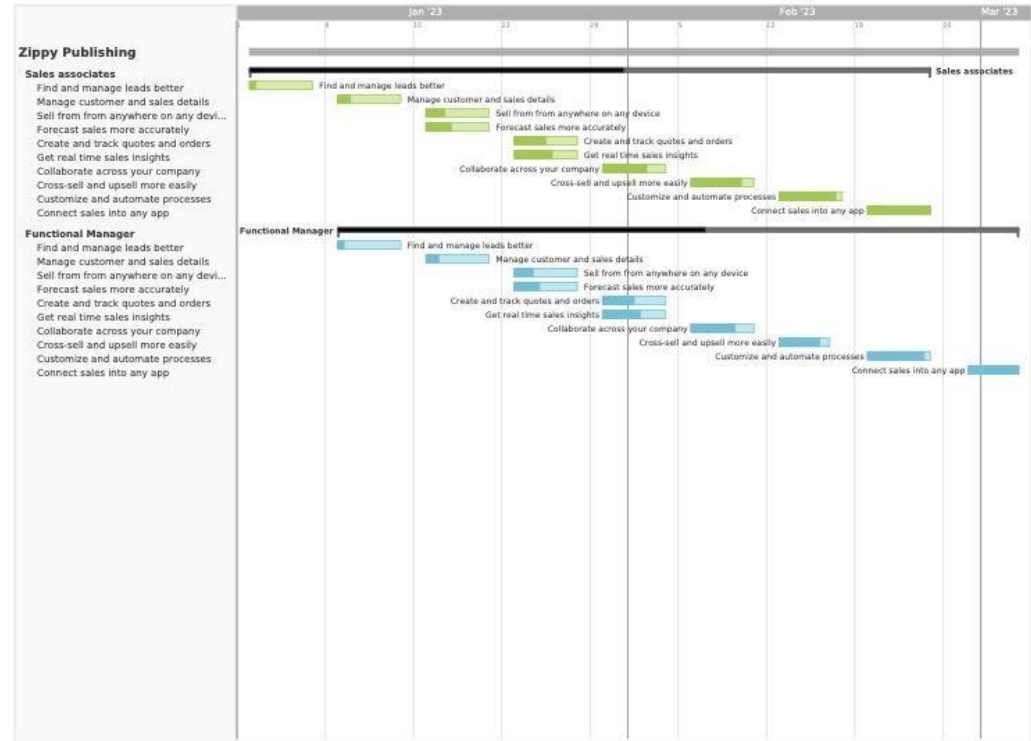 Jan '23 Feb '23 Mar '23
1 8 15 22 29 5 12 19 26
Zippy Publishing
Sales associates
Sales associates
Find and manage leads better
Find and manage leads better
Manage customer and sales details
Manage customer and sales details
Sell from from anywhere on any devi...
Sell from from anywhere on any device
Forecast sales more accurately
Forecast sales more accurately
Create and track quotes and orders
Create and track quotes and orders
Get real time sales insights
Get real time sales insights
Collaborate across your company
Collaborate across your company
Cross-sell and upsell more easily
Cross-sell and upsell more easily
Customize and automate processes
Customize and automate processes
Connect sales into any app
Connect sales into any app
Functional Manager
Functional Manager
Find and manage leads better
Find and manage leads better
Manage customer and sales details
Manage customer and sales details
Sell from from anywhere on any devi...
Sell from from anywhere on any device
Forecast sales more accurately
Forecast sales more accurately
Create and track quotes and orders
Create and track quotes and orders
Get real time sales insights
Get real time sales insights
Collaborate across your company
Collaborate across your company
Cross-sell and upsell more easily
Cross-sell and upsell more easily
Customize and automate processes
Customize and automate processes
Connect sales into any app
Connect sales into any app